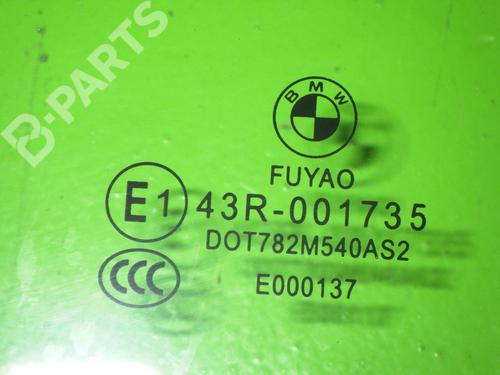 B-PARTS
BMW
FUYAO
E1 43R-001735
DOT782M540AS2
CCC E000137